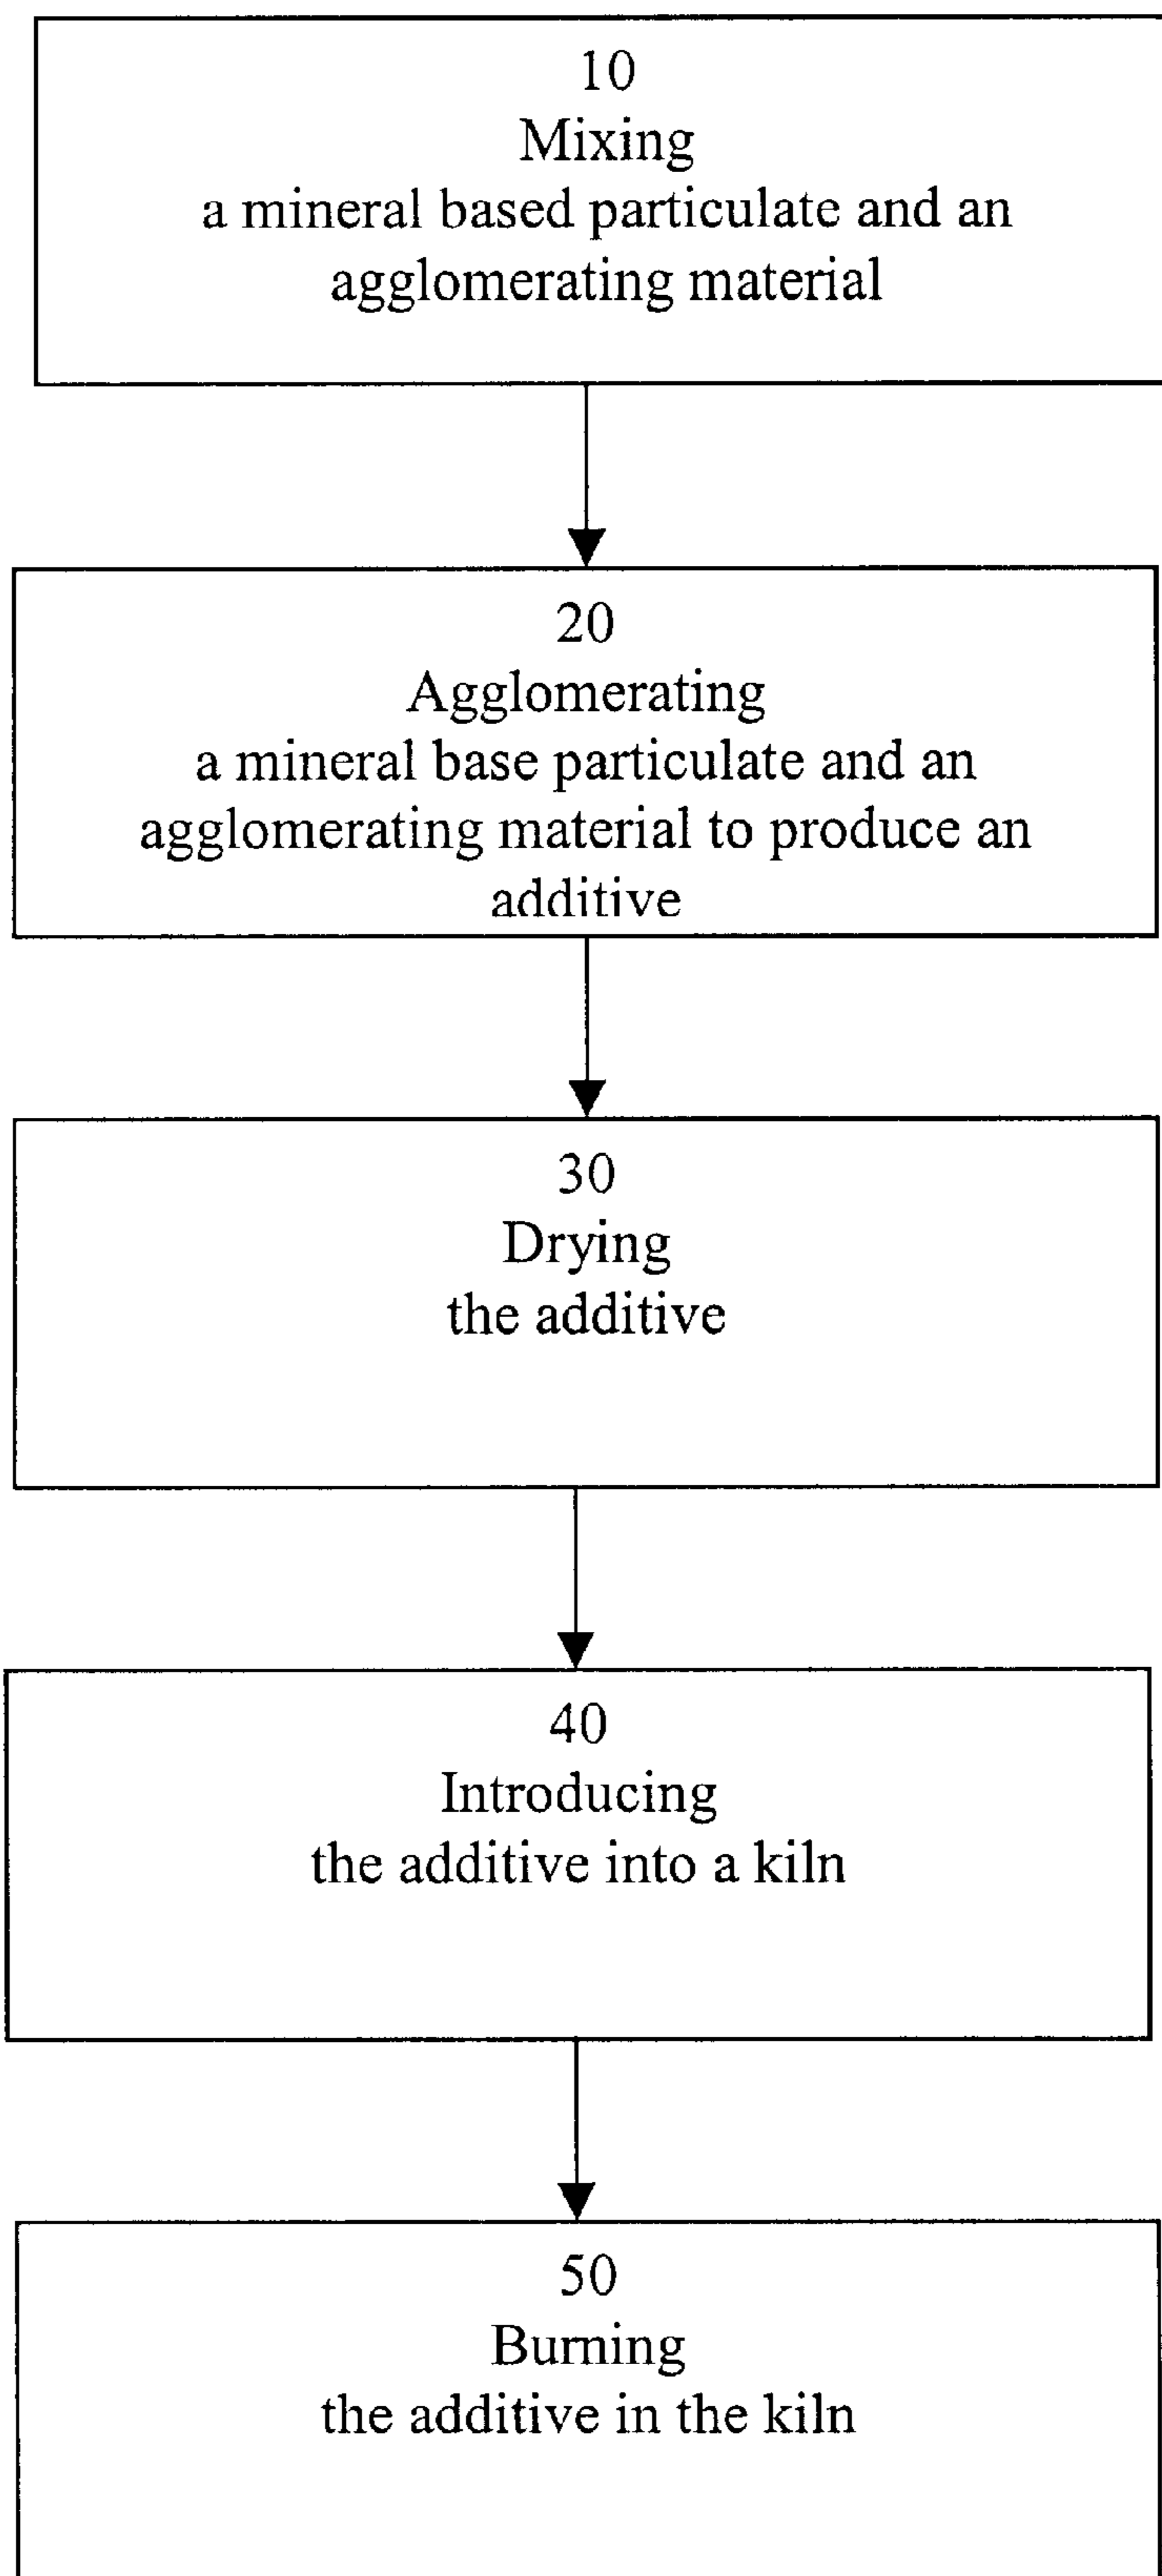 10
Mixing
a mineral based particulate and an
agglomerating material
20
Agglomerating
a mineral base particulate and an
agglomerating material to produce an
additive
30
Drying
the additive
40
Introducing
the additive into a kiln
50
Burning
the additive in the kiln